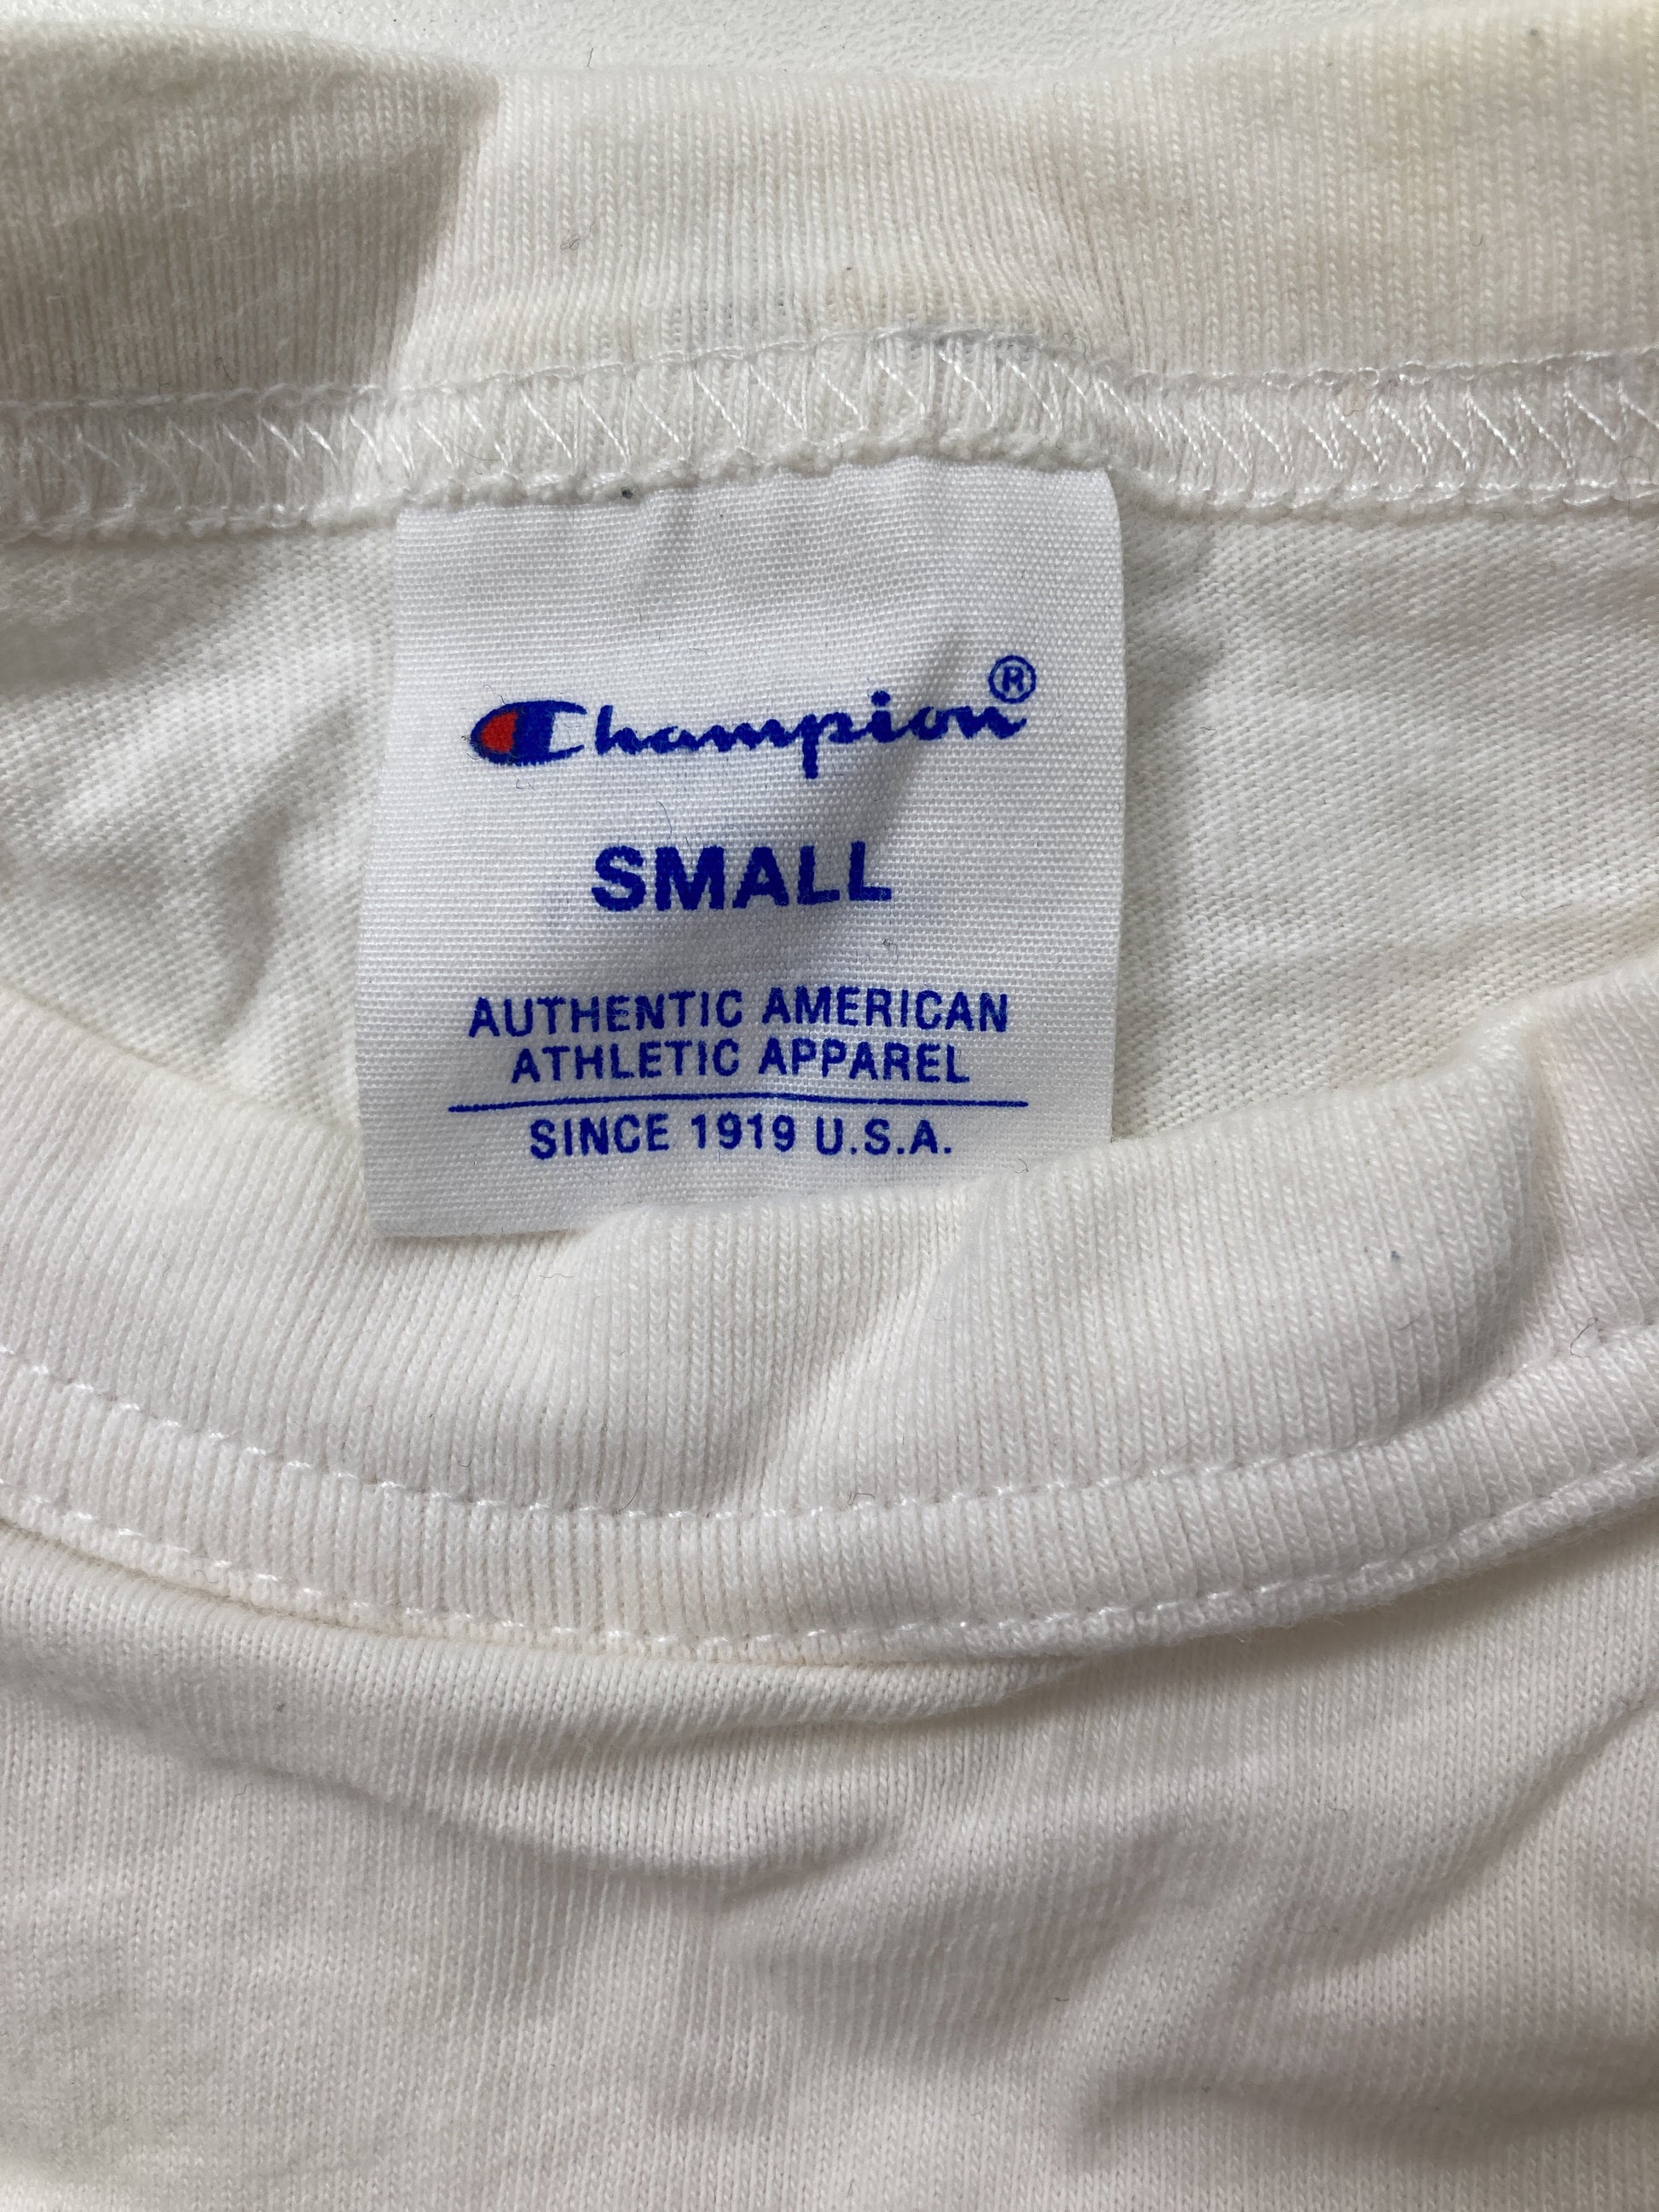 Champion®
SMALL
AUTHENTIC AMERICAN
ATHLETIC APPAREL
SINCE 1919 U.S.A.